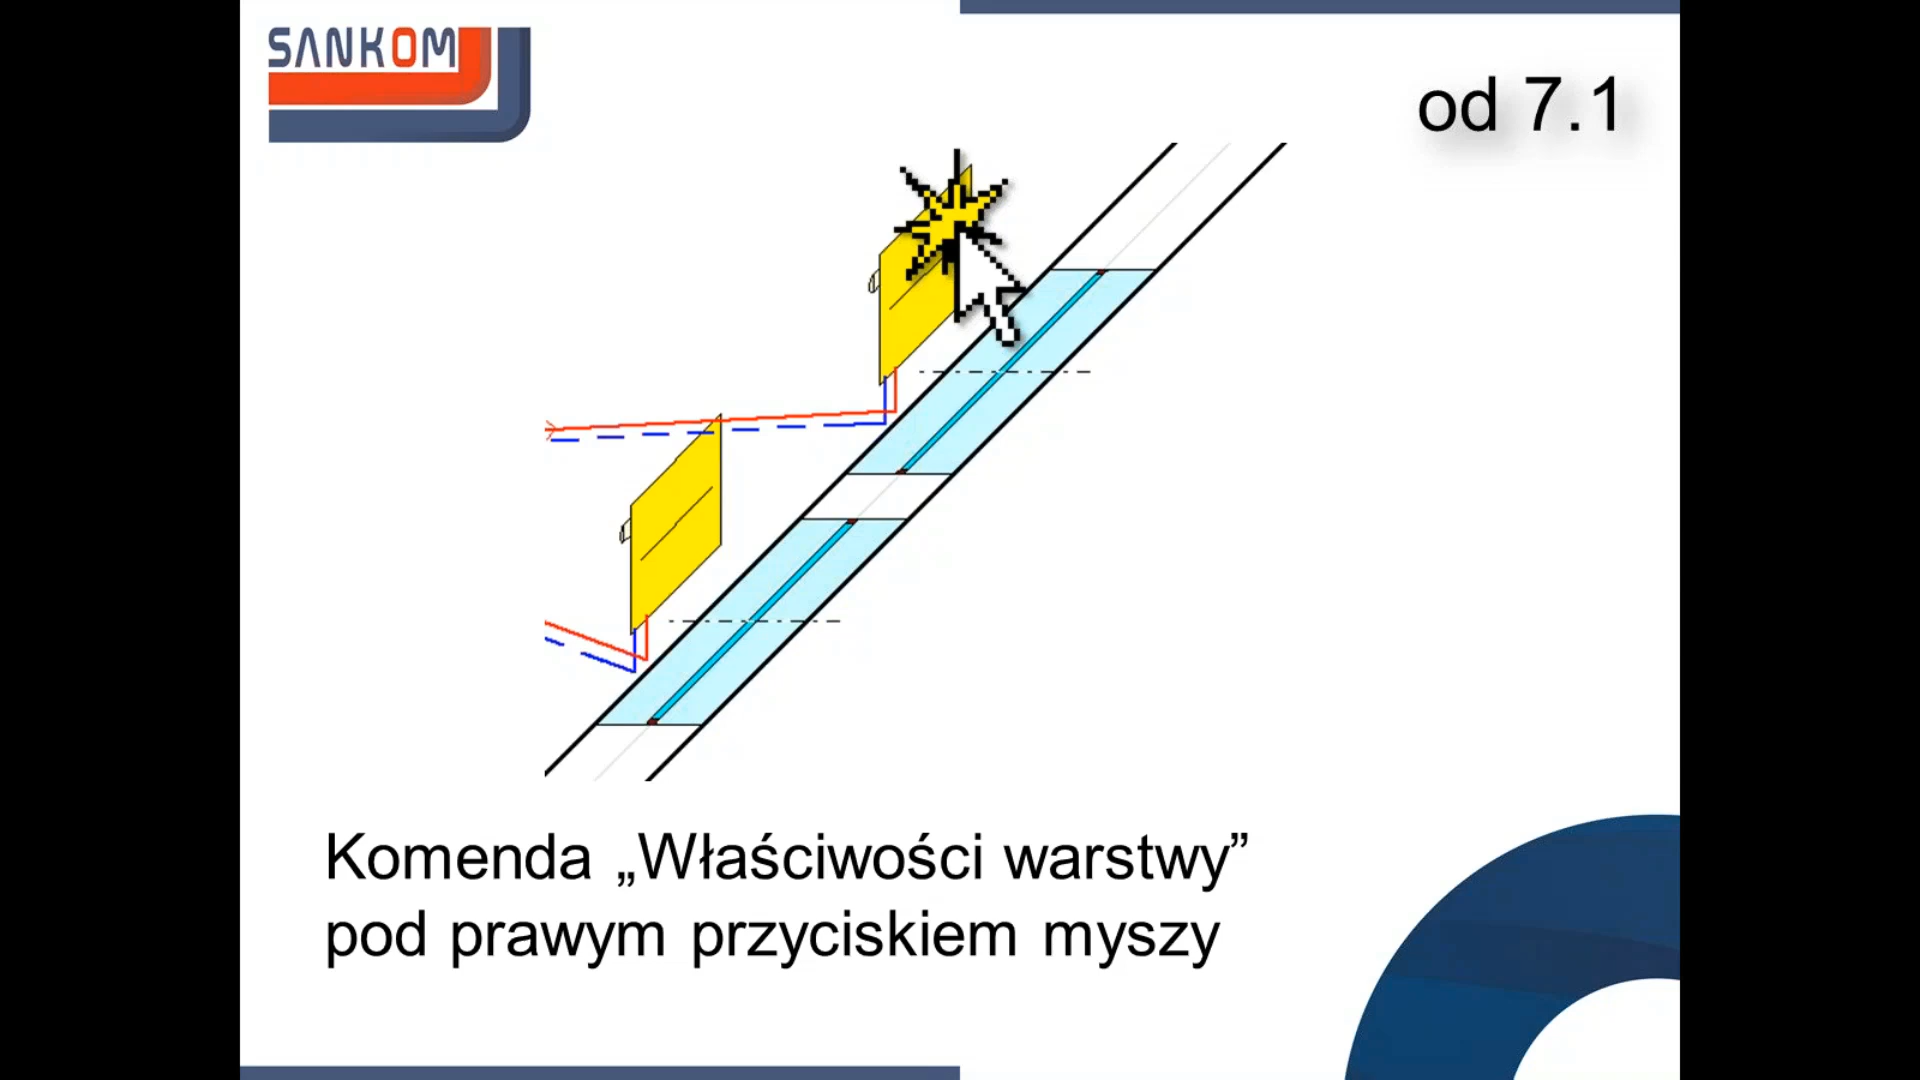 SANKOM
od 7.1
Komenda „Właściwości warstwy”
pod prawym przyciskiem myszy